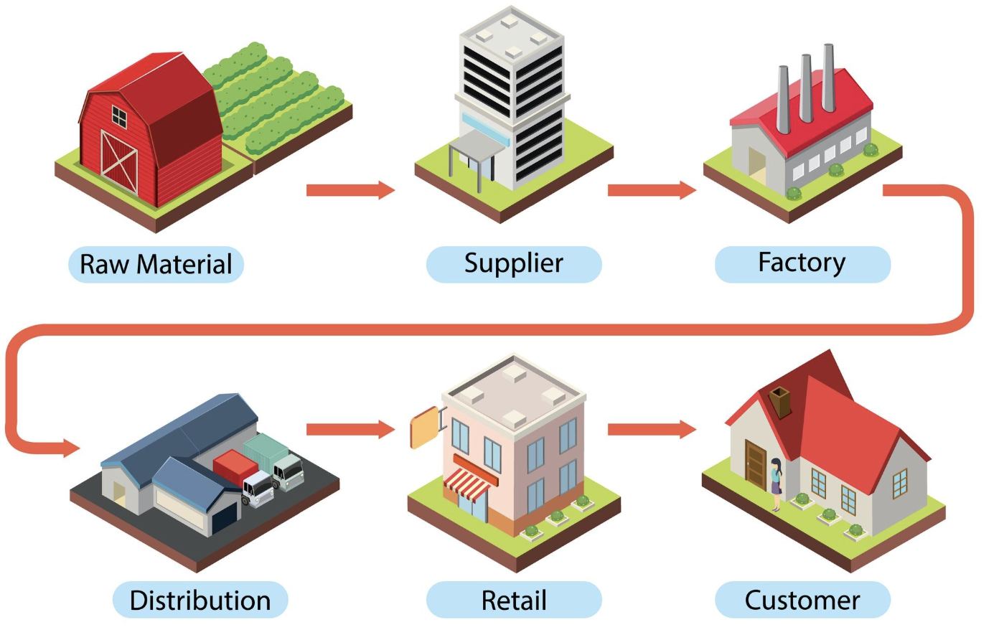 Raw Material
Supplier
Factory
Distribution
Retail
Customer